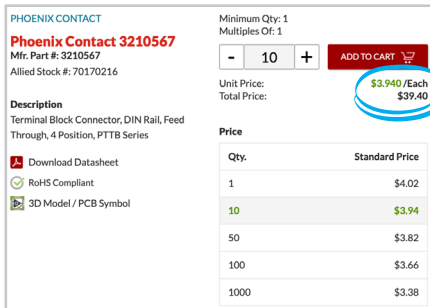 PHOENIX CONTACT
Phoenix Contact 3210567
Mfr. Part #: 3210567
Allied Stock #: 70170216
Description
Terminal Block Connector, DIN Rail, Feed
Through, 4 Position, PTTB Series
Download Datasheet
RoHS Compliant
3D Model / PCB Symbol
Minimum Qty: 1
Multiples Of: 1
- 10 + ADD TO CART
Unit Price: $3.940 /Each
Total Price: $39.40
Price
Qty. Standard Price
1 $4.02
10 $3.94
50 $3.82
100 $3.66
1000 $3.38